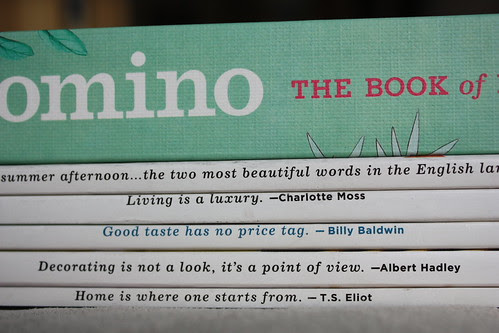 omino THE BOOK of
summer afternoon...the two most beautiful words in the English lan
Living is a luxury. —Charlotte Moss
Good taste has no price tag. — Billy Baldwin
Decorating is not a look, it's a point of view. —Albert Hadley
Home is where one starts from. — T.S. Eliot